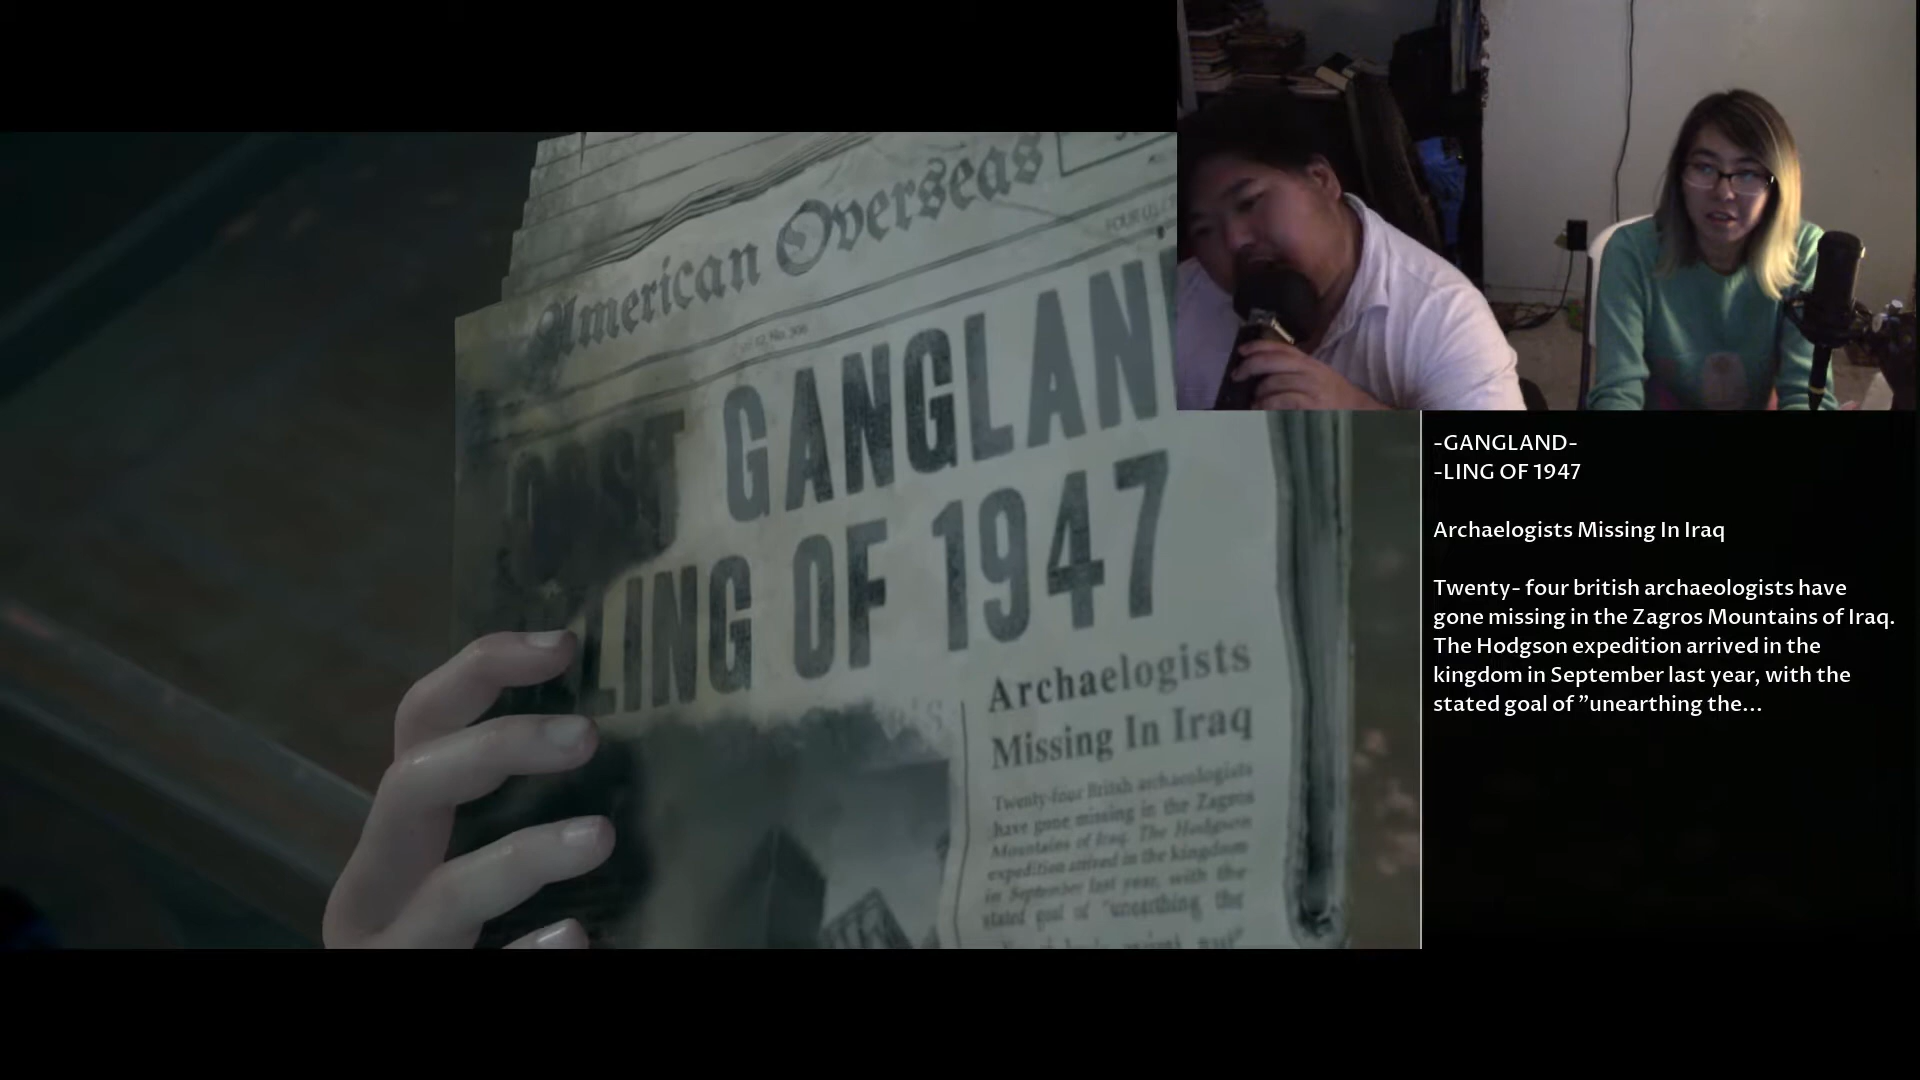 American Overseas
No. 306
GANGLAN
LING OF 1947
Archaelogists
Missing In Iraq
Twenty-four British archaeologists
have gone missing in the Zagros
Mountains of Iraq. The Hodgson
expedition arrived in the kingdom
in September last year, with the
stated goal of "unearthing the
-GANGLAND-
-LING OF 1947
Archaelogists Missing In Iraq
Twenty- four british archaeologists have
gone missing in the Zagros Mountains of Iraq.
The Hodgson expedition arrived in the
kingdom in September last year, with the
stated goal of "unearthing the...